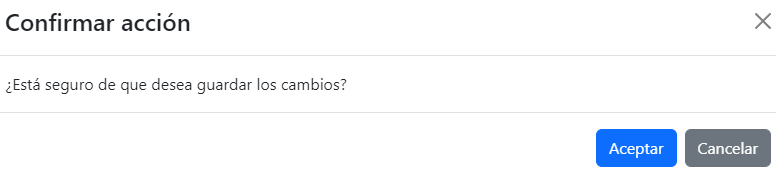 Confirmar acción
¿Está seguro de que desea guardar los cambios?
Aceptar Cancelar